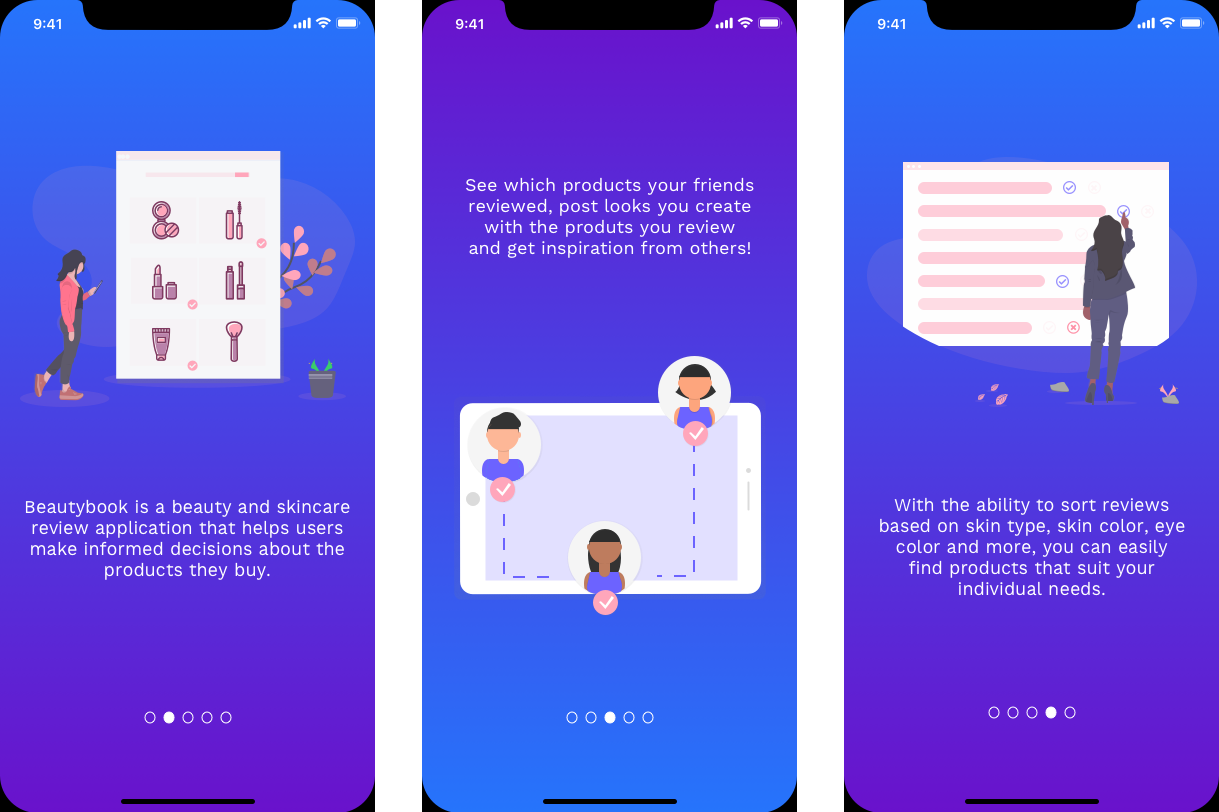 9:41
Beautybook is a beauty and skincare
review application that helps users
make informed decisions about the
products they buy.
9:41
See which products your friends
reviewed, post looks you create
with the produts you review
and get inspiration from others!
9:41
With the ability to sort reviews
based on skin type, skin color, eye
color and more, you can easily
find products that suit your
individual needs.